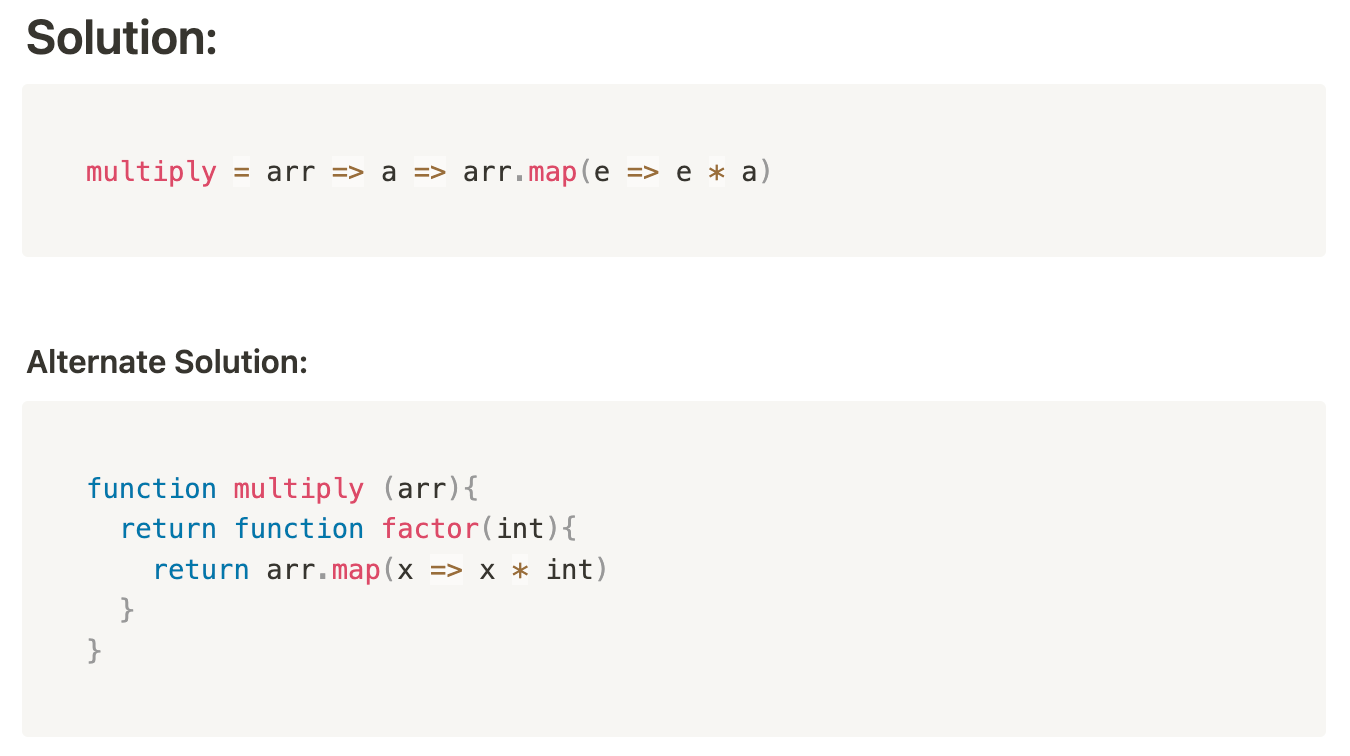 Solution:
multiply = arr => a => arr.map(e => e * a)
Alternate Solution:
function multiply (arr){
return function factor(int){
return arr.map(x => x * int)
}
}